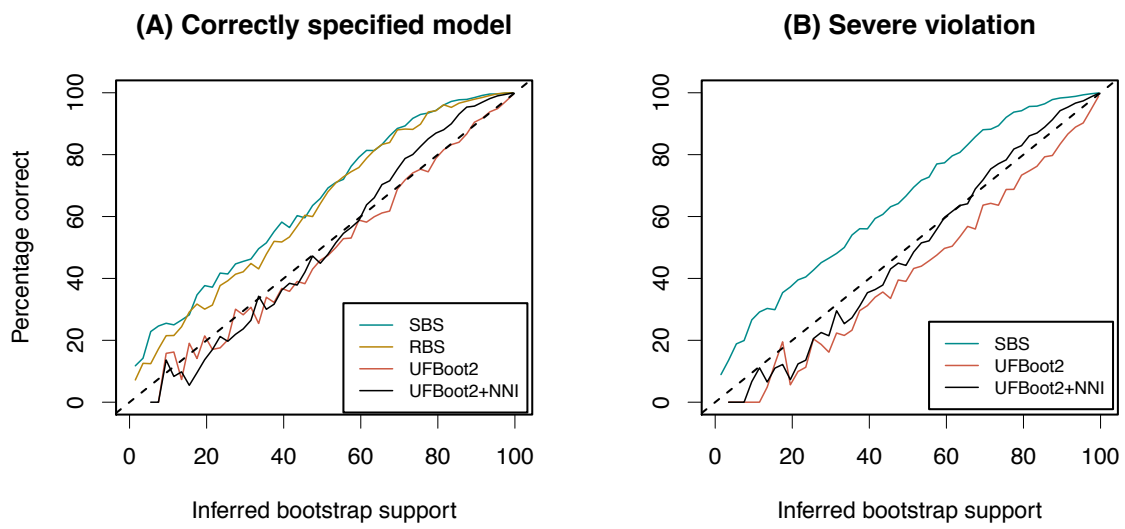 (A) Correctly specified model
Percentage correct
100
80
60
40
20
0
SBS
RBS
UFBoot2
UFBoot2+NNI
0 20 40 60 80 100
Inferred bootstrap support
(B) Severe violation
100
80
60
40
20
0
SBS
UFBoot2
UFBoot2+NNI
0 20 40 60 80 100
Inferred bootstrap support